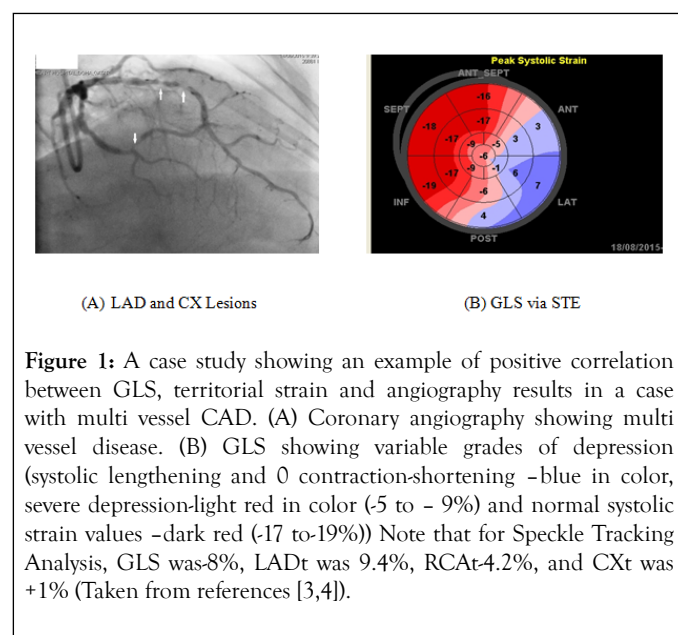 Peak Systolic Strain
ANT_SEPT
SEPT
ANT
-16
-18
-17
3
-17
3
-9
-5
-6
-17
-9
-1
6
-19
-6
7
INF
4
LAT
POST
18/08/2015-
(A) LAD and CX Lesions
(B) GLS via STE
Figure 1: A case study showing an example of positive correlation
between GLS, territorial strain and angiography results in a case
with multi vessel CAD. (A) Coronary angiography showing multi
vessel disease. (B) GLS showing variable grades of depression
(systolic lengthening and 0 contraction-shortening –blue in color,
severe depression-light red in color (-5 to – 9%) and normal systolic
strain values –dark red (-17 to-19%)) Note that for Speckle Tracking
Analysis, GLS was-8%, LADt was 9.4%, RCAt-4.2%, and CXt was
+1% (Taken from references [3,4]).